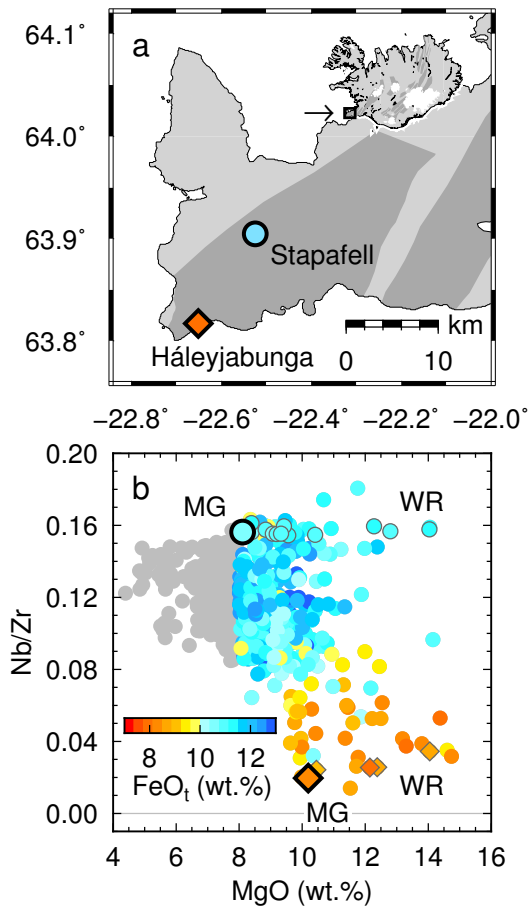 a
64.1˚
64.0˚
63.9˚
63.8˚
Stapafell
Háleyjabunga
km
0 10
−22.8˚ −22.6˚ −22.4˚ −22.2˚ −22.0˚
b
MG
WR
0.20
0.16
0.12
0.08
0.04
0.00
Nb/Zr
8 10 12
FeOt (wt.%)
WR
MG
4 6 8 10 12 14 16
MgO (wt.%)